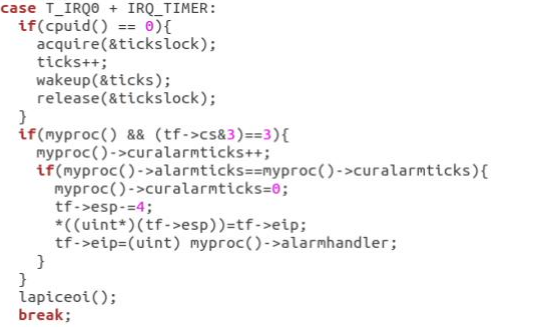 case T_IRQ0 + IRQ_TIMER:
  if(cpuid() == 0){
    acquire(&tickslock);
    ticks++;
    wakeup(&ticks);
    release(&tickslock);
  }
  if(myproc() && (tf->cs&3)==3){
    myproc()->curalarmticks++;
    if(myproc()->alarmticks==myproc()->curalarmticks){
      myproc()->curalarmticks=0;
      tf->esp-=4;
      *((uint*)(tf->esp))=tf->eip;
      tf->eip=(uint) myproc()->alarmhandler;
    }
  }
  lapiceoi();
  break;